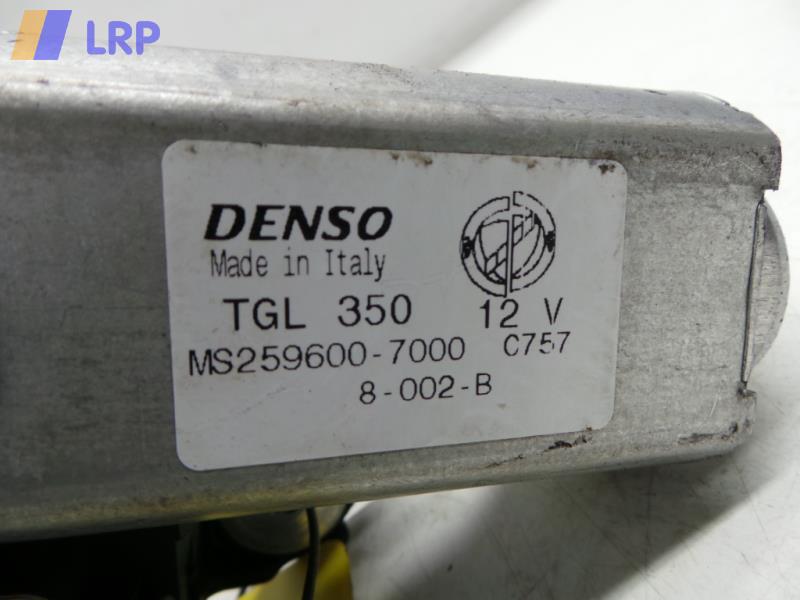 LRP
DENSO
Made in Italy
TGL 350 12 V
MS259600-7000 C757
8-002-B